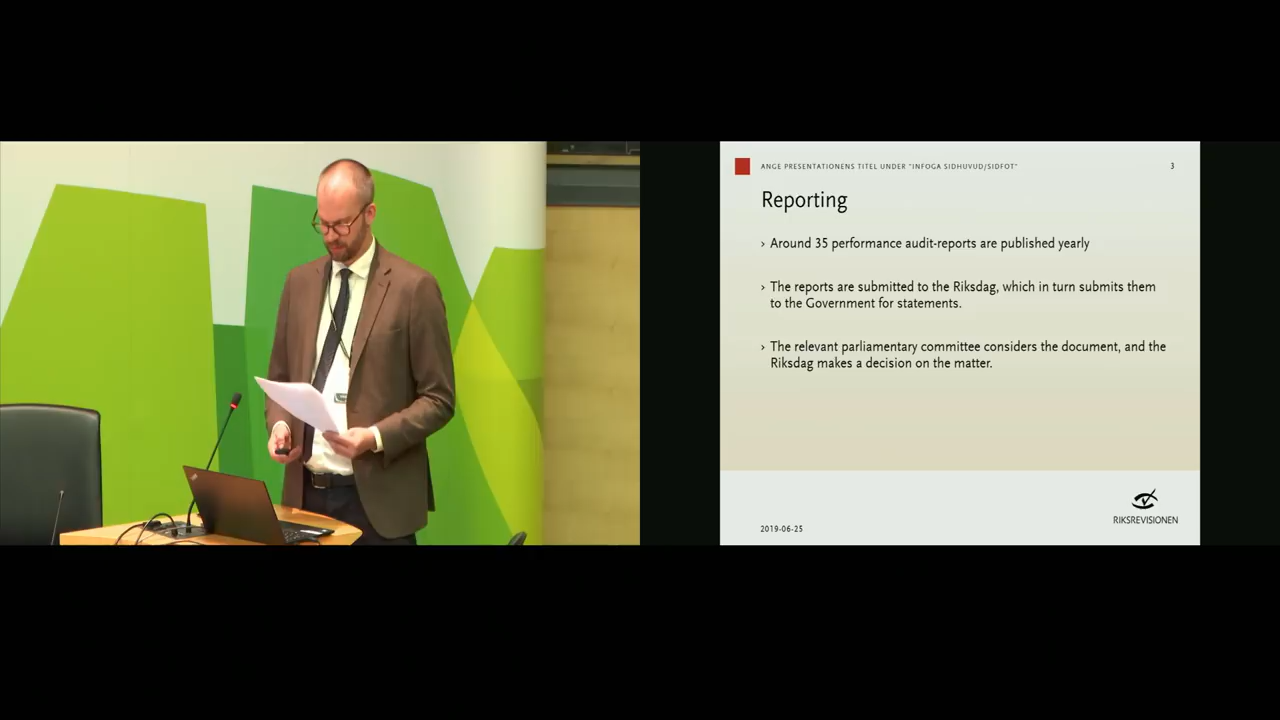 ANGE PRESENTATIONENS TITEL UNDER "INFOGA SIDHUVUD/SIDFOT"
3
Reporting
› Around 35 performance audit-reports are published yearly
› The reports are submitted to the Riksdag, which in turn submits them
to the Government for statements.
› The relevant parliamentary committee considers the document, and the
Riksdag makes a decision on the matter.
RIKSREVISIONEN
2019-06-25